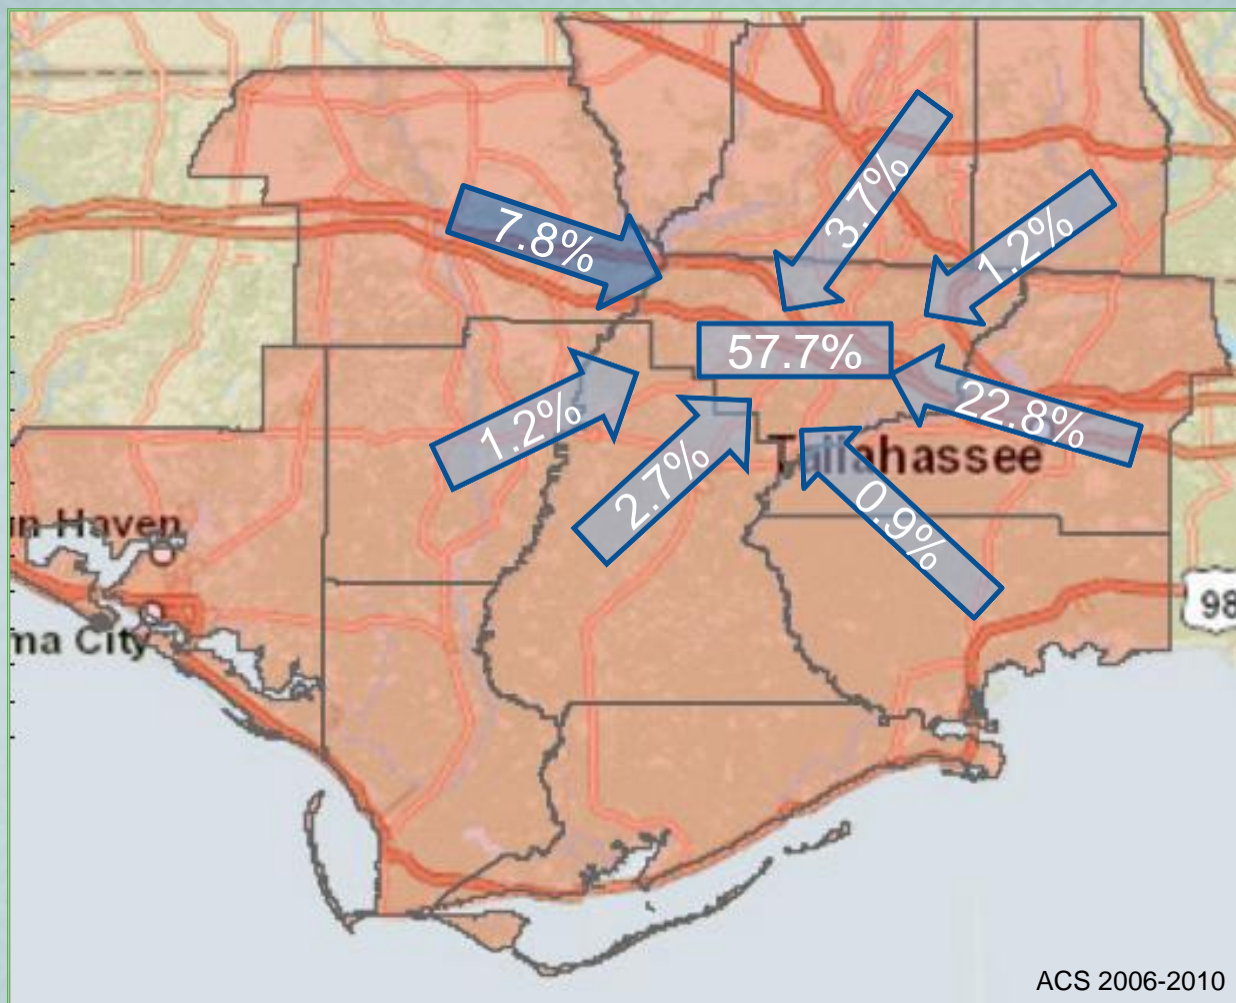 3.7%
7.8%
1.2%
57.7%
1.2%
22.8%
2.7%
Tallahassee
0.9%
n Haven
98
ma City
ACS 2006-2010